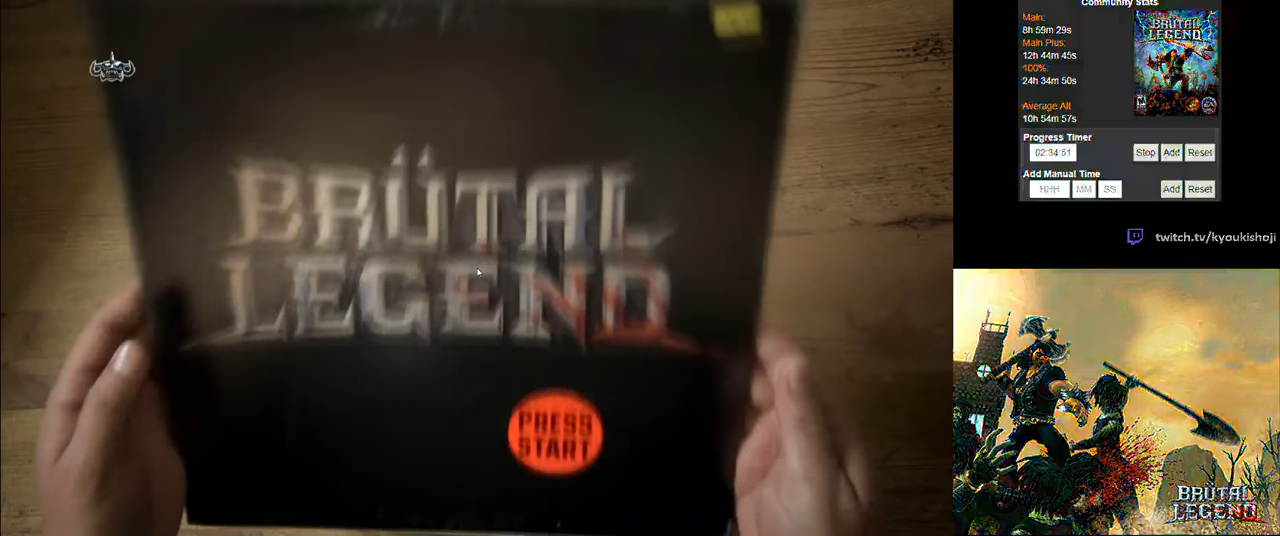 BRÜTAL
LEGEND
PRESS
START
Community Stats
Main:
8h 59m 29s
Main Plus:
12h 44m 45s
100%:
24h 34m 50s
Average All:
10h 54m 57s
Progress Timer
02:34:51
Stop
Add
Reset
Add Manual Time
HHH
MM
SS
Add
Reset
BRÜTAL
LEGEND
twitch.tv/kyoukishoji
BRÜTAL
LEGEND